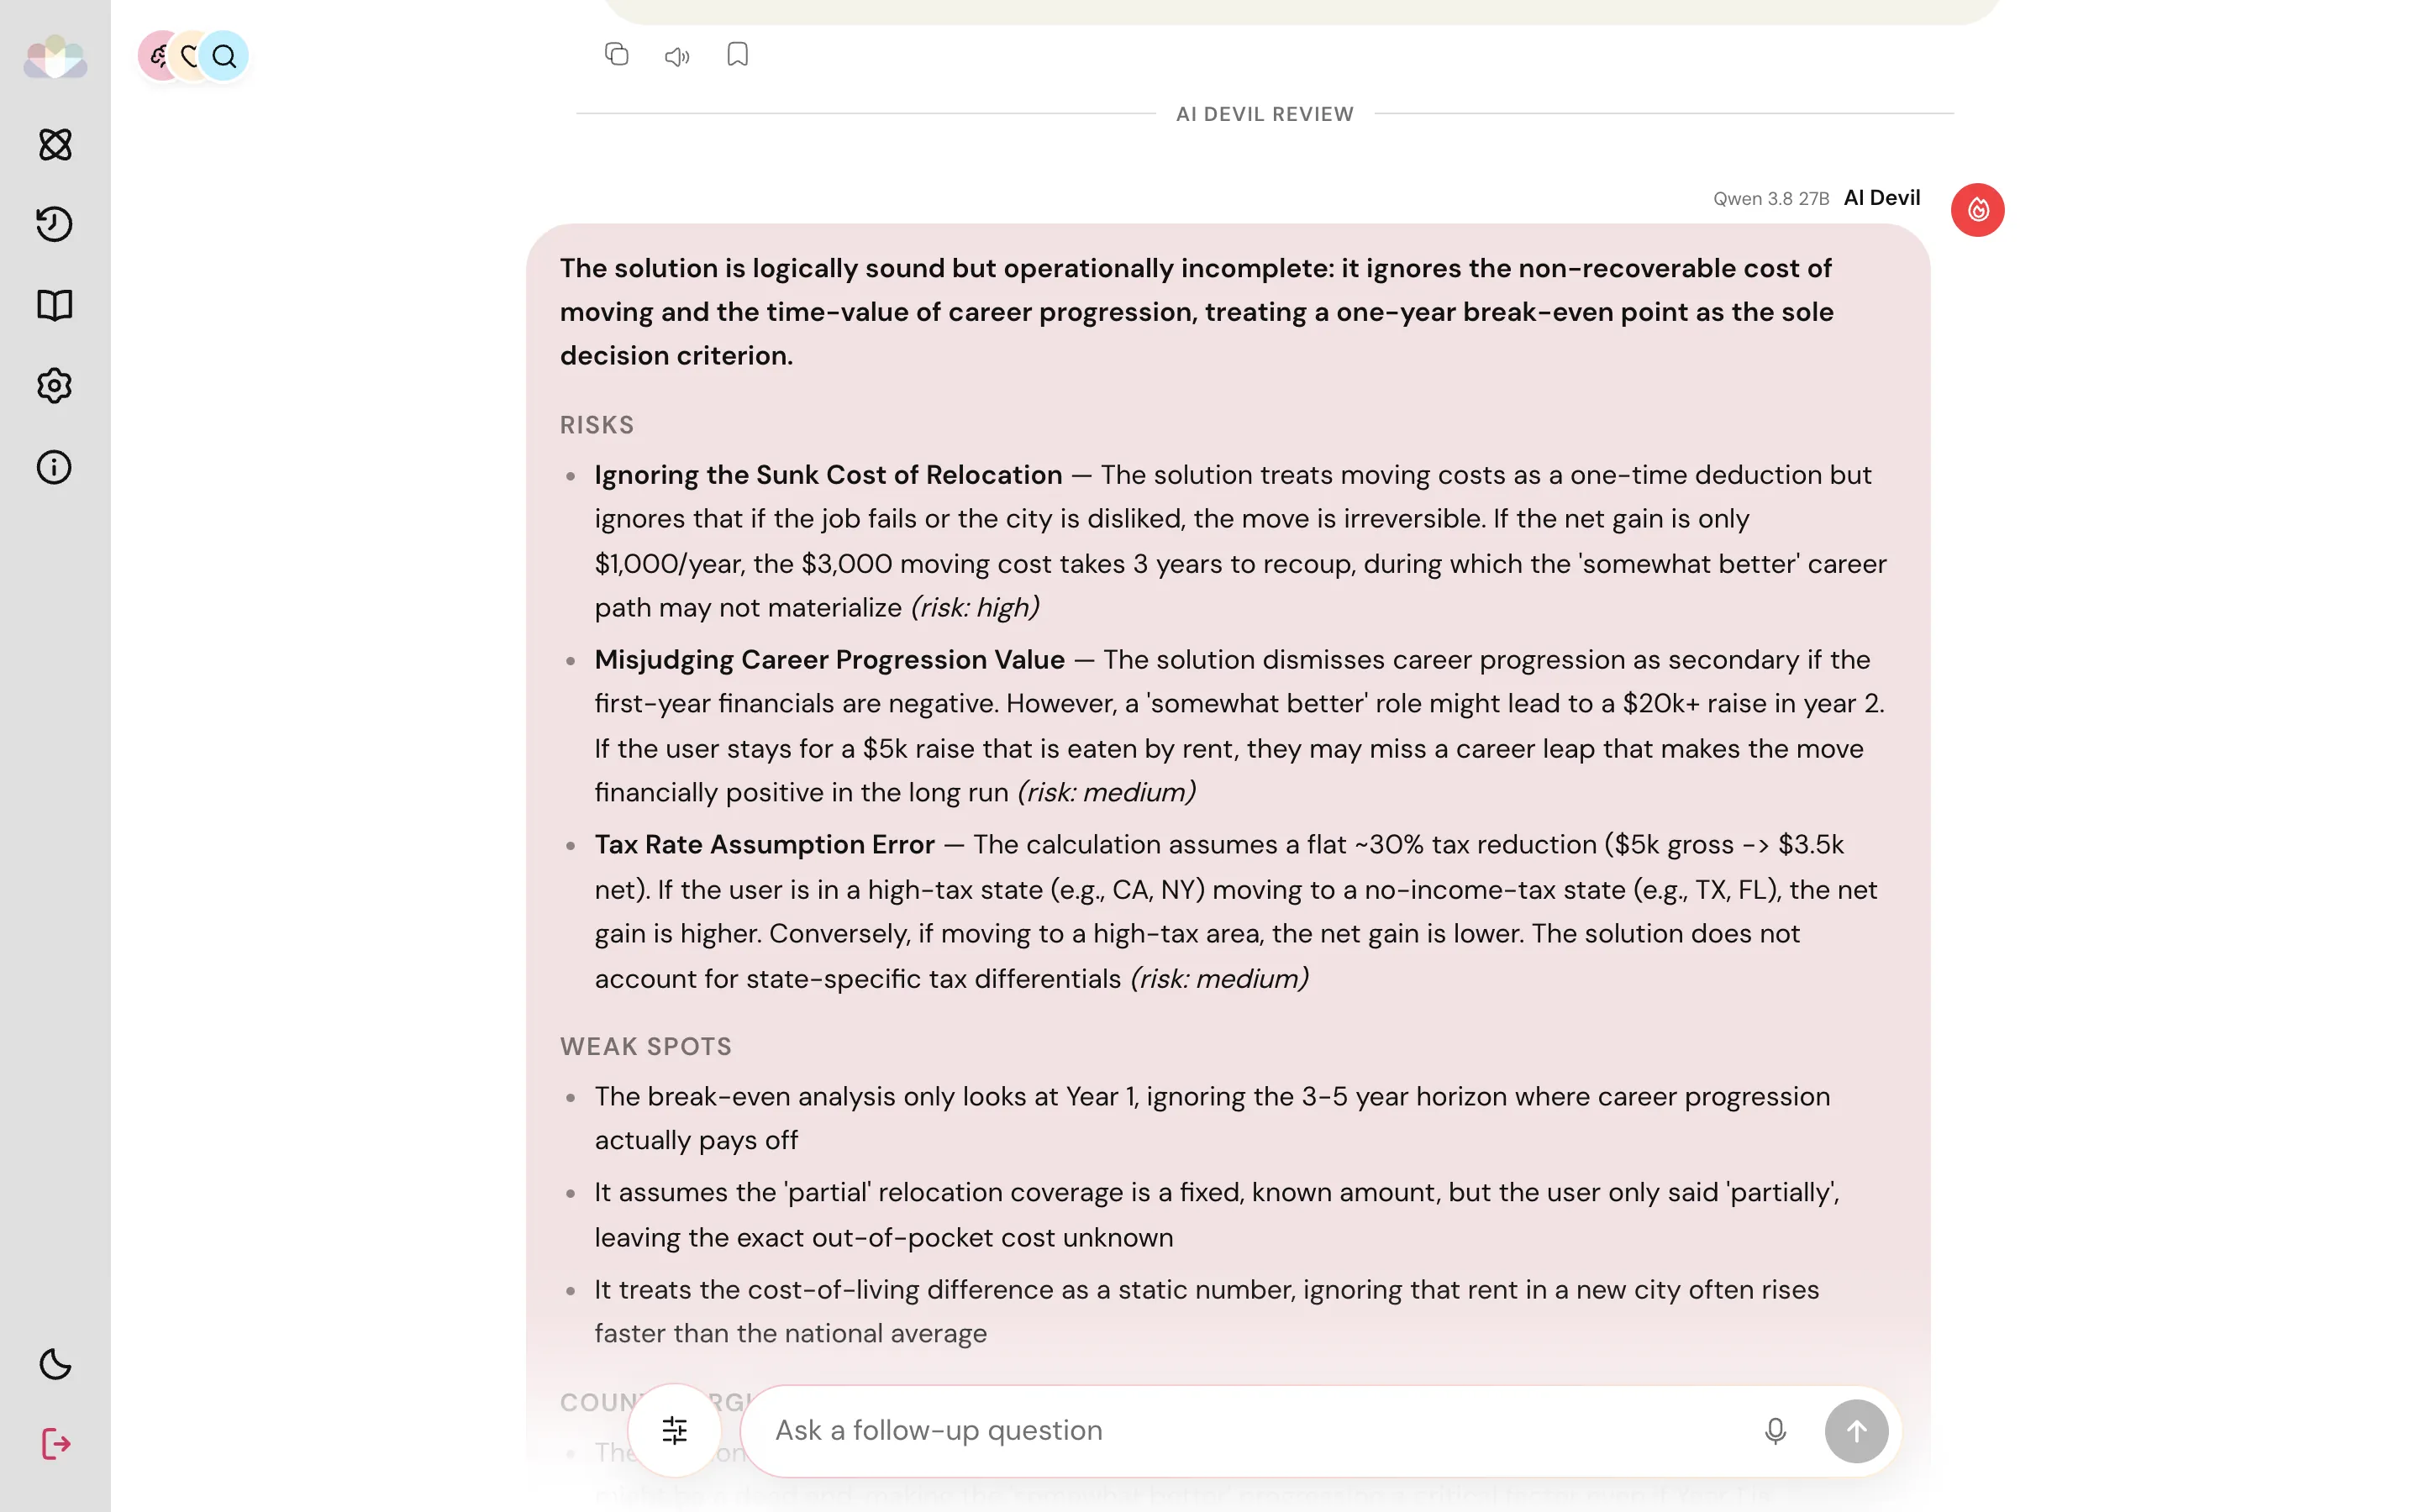 AI DEVIL REVIEW
Qwen 3.8 27B AI Devil
The solution is logically sound but operationally incomplete: it ignores the non-recoverable cost of
moving and the time-value of career progression, treating a one-year break-even point as the sole
decision criterion.
RISKS
Ignoring the Sunk Cost of Relocation — The solution treats moving costs as a one-time deduction but
ignores that if the job fails or the city is disliked, the move is irreversible. If the net gain is only
$1,000/year, the $3,000 moving cost takes 3 years to recoup, during which the 'somewhat better' career
path may not materialize (risk: high)
Misjudging Career Progression Value — The solution dismisses career progression as secondary if the
first-year financials are negative. However, a 'somewhat better' role might lead to a $20k+ raise in year 2.
If the user stays for a $5k raise that is eaten by rent, they may miss a career leap that makes the move
financially positive in the long run (risk: medium)
Tax Rate Assumption Error — The calculation assumes a flat ~30% tax reduction ($5k gross -> $3.5k
net). If the user is in a high-tax state (e.g., CA, NY) moving to a no-income-tax state (e.g., TX, FL), the net
gain is higher. Conversely, if moving to a high-tax area, the net gain is lower. The solution does not
account for state-specific tax differentials (risk: medium)
WEAK SPOTS
The break-even analysis only looks at Year 1, ignoring the 3-5 year horizon where career progression
actually pays off
It assumes the 'partial' relocation coverage is a fixed, known amount, but the user only said 'partially',
leaving the exact out-of-pocket cost unknown
It treats the cost-of-living difference as a static number, ignoring that rent in a new city often rises
faster than the national average
Ask a follow-up question